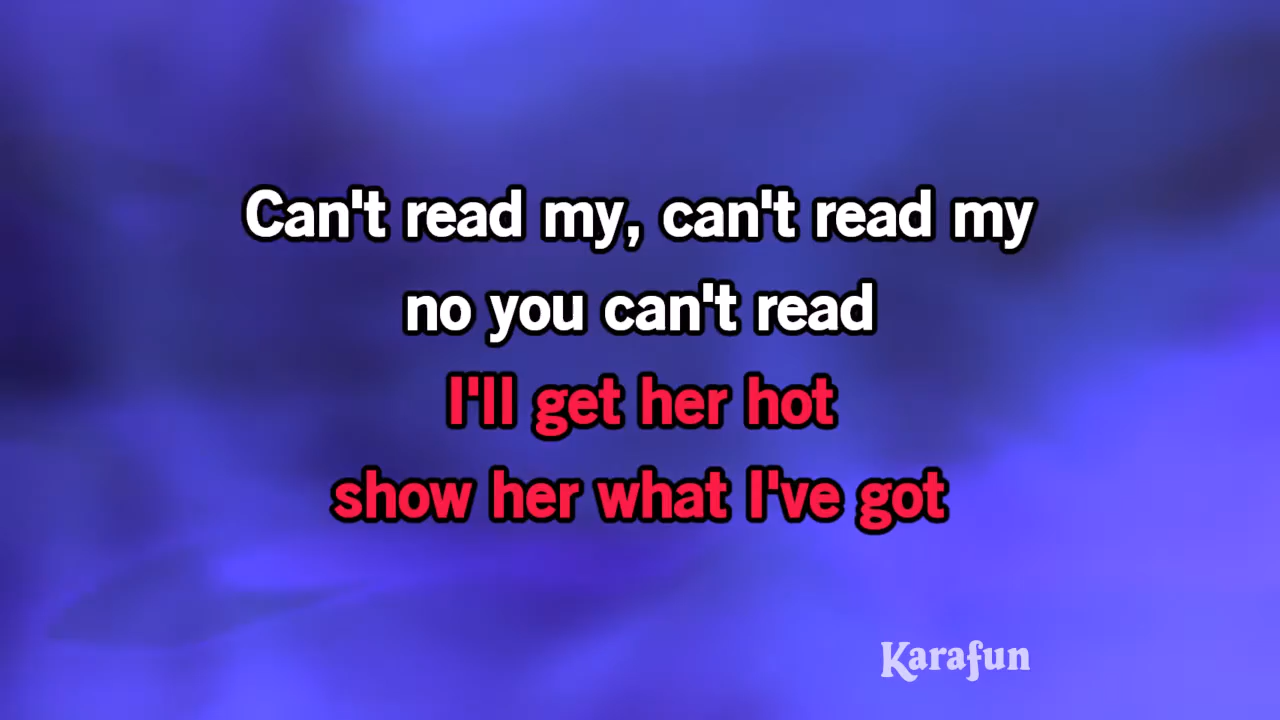 Can't read my, can't read my
no you can't read
I'll get her hot
show her what I've got
Karafun